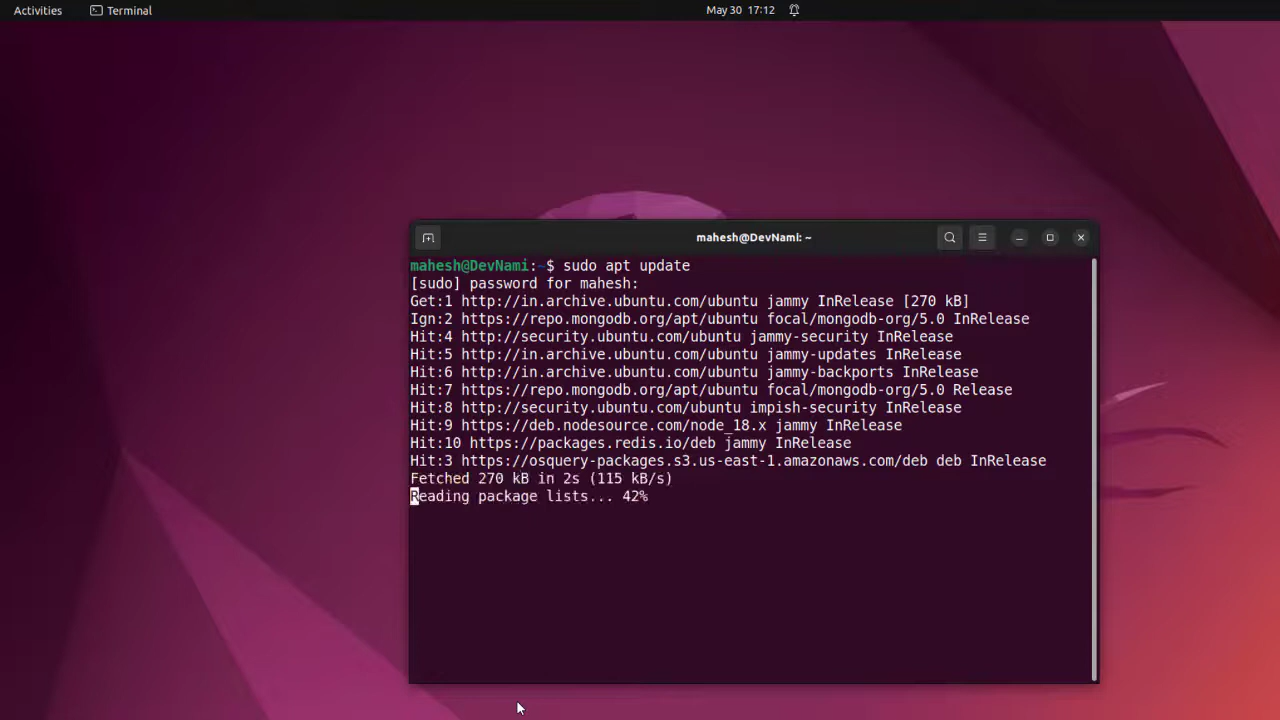 Activities Terminal May 30 17:12
mahesh@DevNami: ~
mahesh@DevNami:~$ sudo apt update
[sudo] password for mahesh:
Get:1 http://in.archive.ubuntu.com/ubuntu jammy InRelease [270 kB]
Ign:2 https://repo.mongodb.org/apt/ubuntu focal/mongodb-org/5.0 InRelease
Hit:4 http://security.ubuntu.com/ubuntu jammy-security InRelease
Hit:5 http://in.archive.ubuntu.com/ubuntu jammy-updates InRelease
Hit:6 http://in.archive.ubuntu.com/ubuntu jammy-backports InRelease
Hit:7 https://repo.mongodb.org/apt/ubuntu focal/mongodb-org/5.0 Release
Hit:8 http://security.ubuntu.com/ubuntu impish-security InRelease
Hit:9 https://deb.nodesource.com/node_18.x jammy InRelease
Hit:10 https://packages.redis.io/deb jammy InRelease
Hit:3 https://osquery-packages.s3.us-east-1.amazonaws.com/deb deb InRelease
Fetched 270 kB in 2s (115 kB/s)
Reading package lists... 42%